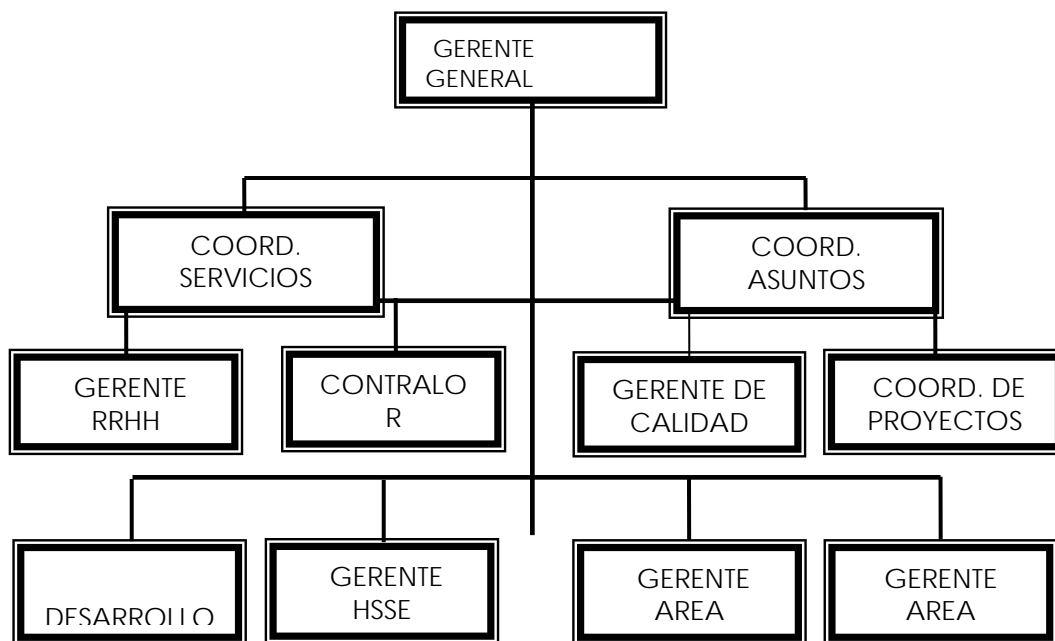 GERENTE
GENERAL
COORD.
SERVICIOS
COORD.
ASUNTOS
GERENTE
RRHH
CONTRALO
R
GERENTE DE
CALIDAD
COORD. DE
PROYECTOS
DESARROLLO
GERENTE
HSSE
GERENTE
AREA
GERENTE
AREA